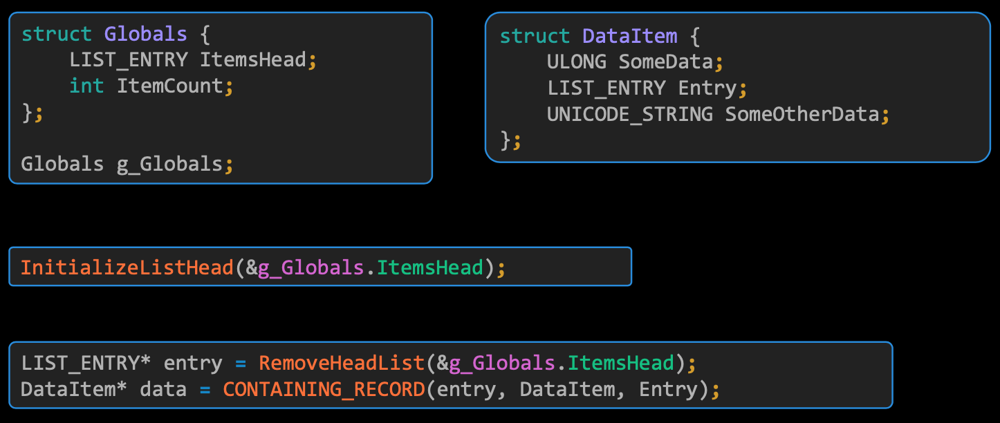 struct Globals {
    LIST_ENTRY ItemsHead;
    int ItemCount;
};

Globals g_Globals;

struct DataItem {
    ULONG SomeData;
    LIST_ENTRY Entry;
    UNICODE_STRING SomeOtherData;
};

InitializeListHead(&g_Globals.ItemsHead);

LIST_ENTRY* entry = RemoveHeadList(&g_Globals.ItemsHead);
DataItem* data = CONTAINING_RECORD(entry, DataItem, Entry);